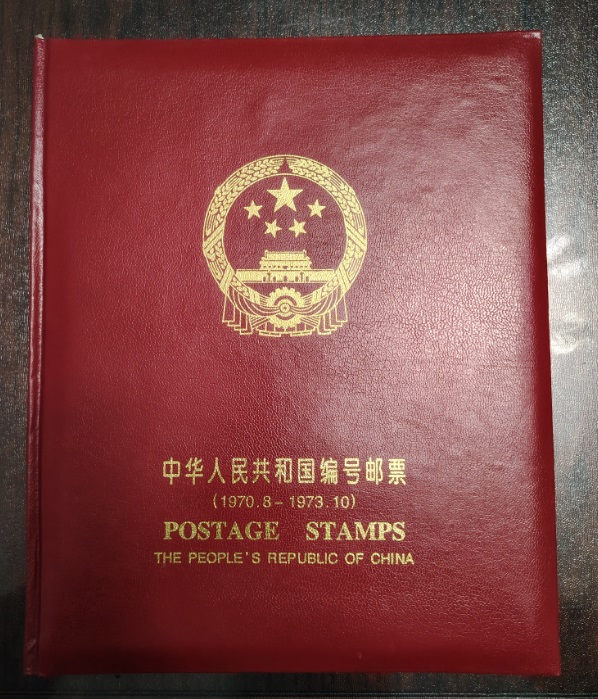 中华人民共和国编号邮票
(1970.8-1973.10)
POSTAGE STAMPS
THE PEOPLE'S REPUBLIC OF CHINA